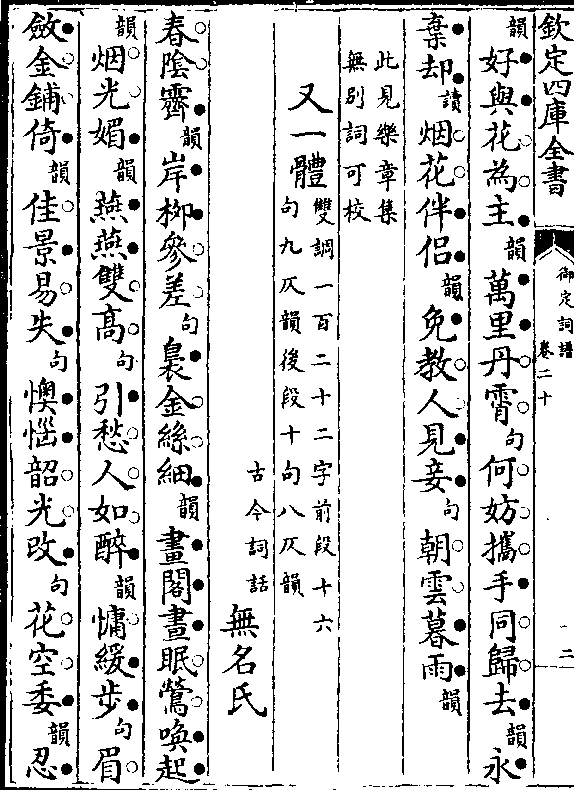 欽定四庫全書
御定詞譜
卷二十
二
韻好與花為主韻萬里丹霄句何妨攜手同歸去韻永
棄却讀烟花伴侶韻免教人見妾句朝雲暮雨韻
此見樂章集
無別詞可校
又一體雙調一百二十二字前段十六
句九仄韻後段十句八仄韻
古今詞話
無名氏
春陰霽韻岸柳參差句裊金絲細韻畫閣晝眠鶯喚起
韻烟光媚韻燕燕雙高句引愁人如醉韻慵緩步句眉
斂金鋪倚韻佳景易失句懊惱韶光改句花空委韻忍